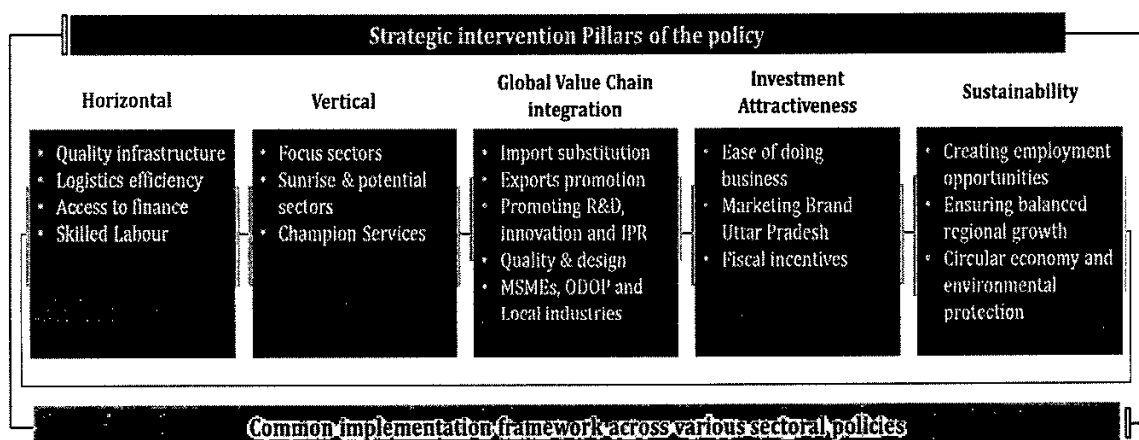 Strategic intervention Pillars of the policy
Horizontal
• Quality infrastructure
• Logistics efficiency
• Access to finance
• Skilled Labour
Vertical
• Focus sectors
• Sunrise & potential
sectors
• Champion Services
Global Value Chain
integration
• Import substitution
• Exports promotion
• Promoting R&D,
Innovation and IPR
• Quality & design
• MSMEs, ODOP and
Local industries
Investment
Attractiveness
• Ease of doing
business
• Marketing Brand
Uttar Pradesh
• Fiscal incentives
Sustainability
• Creating employment
opportunities
• Ensuring balanced
regional growth
• Circular economy and
environmental
protection
Common implementation framework across various sectoral policies